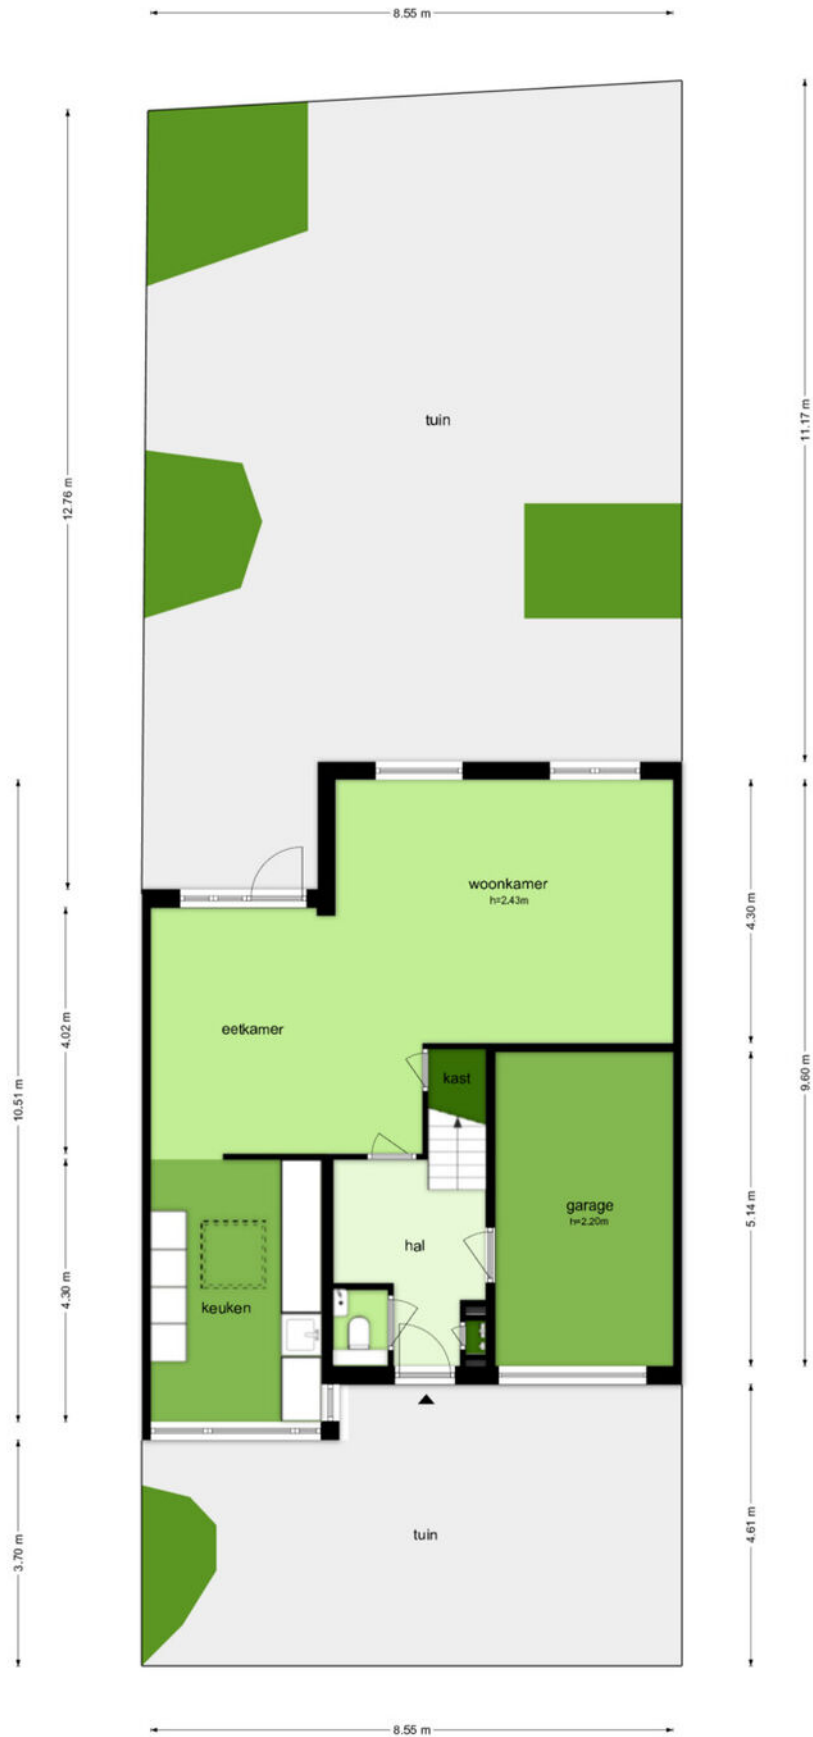 8.55 m
12.76 m
11.17 m
tuin
woonkamer
h=2.43m
4.30 m
eetkamer
4.02 m
10.51 m
9.60 m
kast
garage
h=2.20m
5.14 m
hal
keuken
4.30 m
tuin
4.61 m
3.70 m
8.55 m